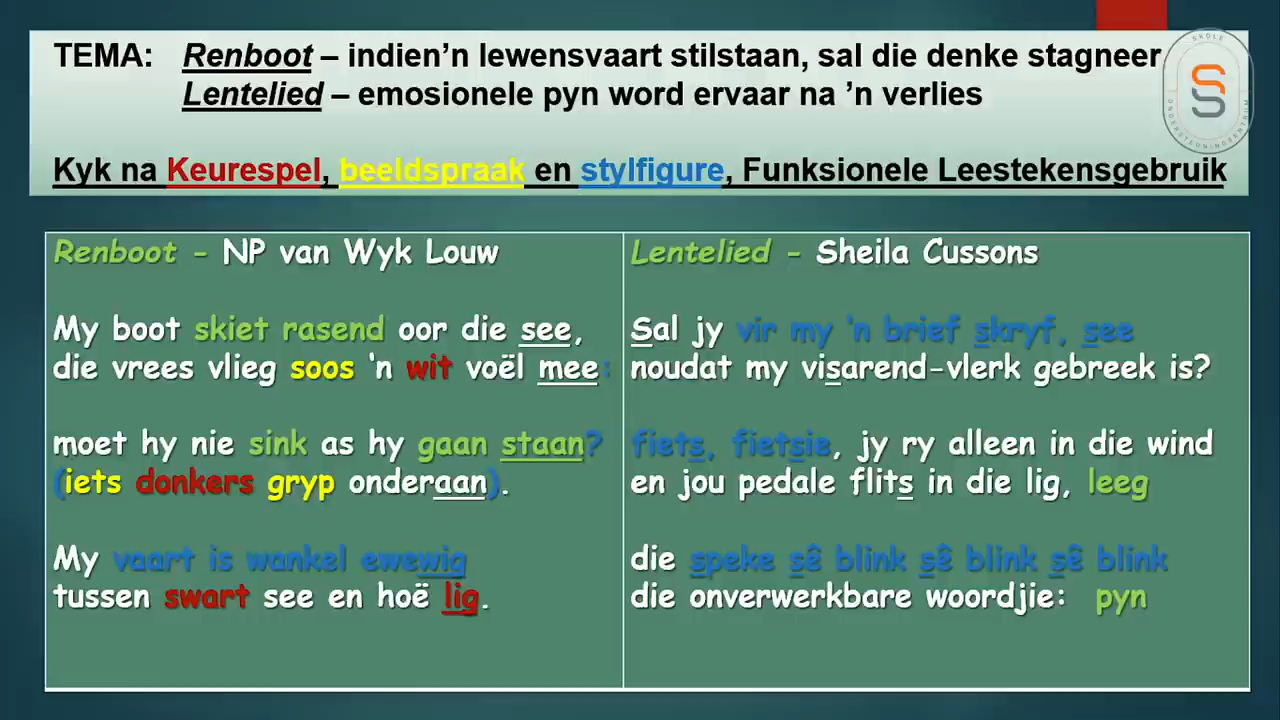 TEMA: Renboot – indien'n lewensvaart stilstaan, sal die denke stagneer
Lentelied – emosionele pyn word ervaar na 'n verlies
Kyk na Keurespel, beeldspraak en stylfigure, Funksionele Leestekensgebruik
SKOLE
ONDERSTEUNINGSENTRUM
Renboot - NP van Wyk Louw
My boot skiet rasend oor die see,
die vrees vlieg soos 'n wit voël mee:
moet hy nie sink as hy gaan staan?
(iets donkers gryp onderaan).
My vaart is wankel ewewig
tussen swart see en hoë lig.
Lentelied - Sheila Cussons
Sal jy vir my 'n brief skryf, see
noudat my visarend-vlerk gebreek is?
fiets, fietsie, jy ry alleen in die wind
en jou pedale flits in die lig, leeg
die speke sê blink sê blink sê blink
die onverwerkbare woordjie: pyn